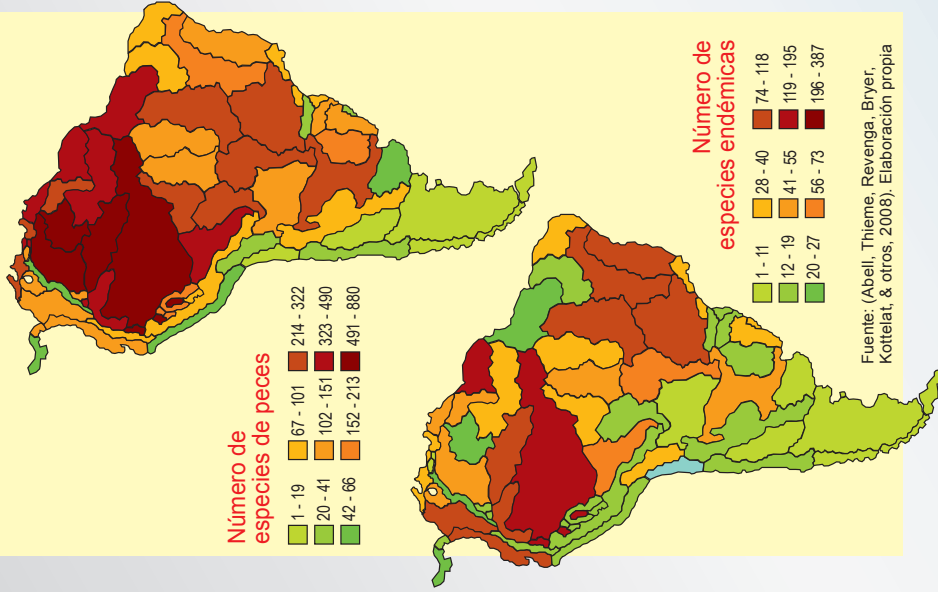 Número de
especies de peces
1 - 19
20 - 41
42 - 66
67 - 101
102 - 151
152 - 213
214 - 322
323 - 490
491 - 880
Número de
especies endémicas
1 - 11
12 - 19
20 - 27
28 - 40
41 - 55
56 - 73
74 - 118
119 - 195
196 - 387
Fuente: (Abell, Thieme, Revenga, Bryer,
Kottelat, & otros, 2008). Elaboración propia